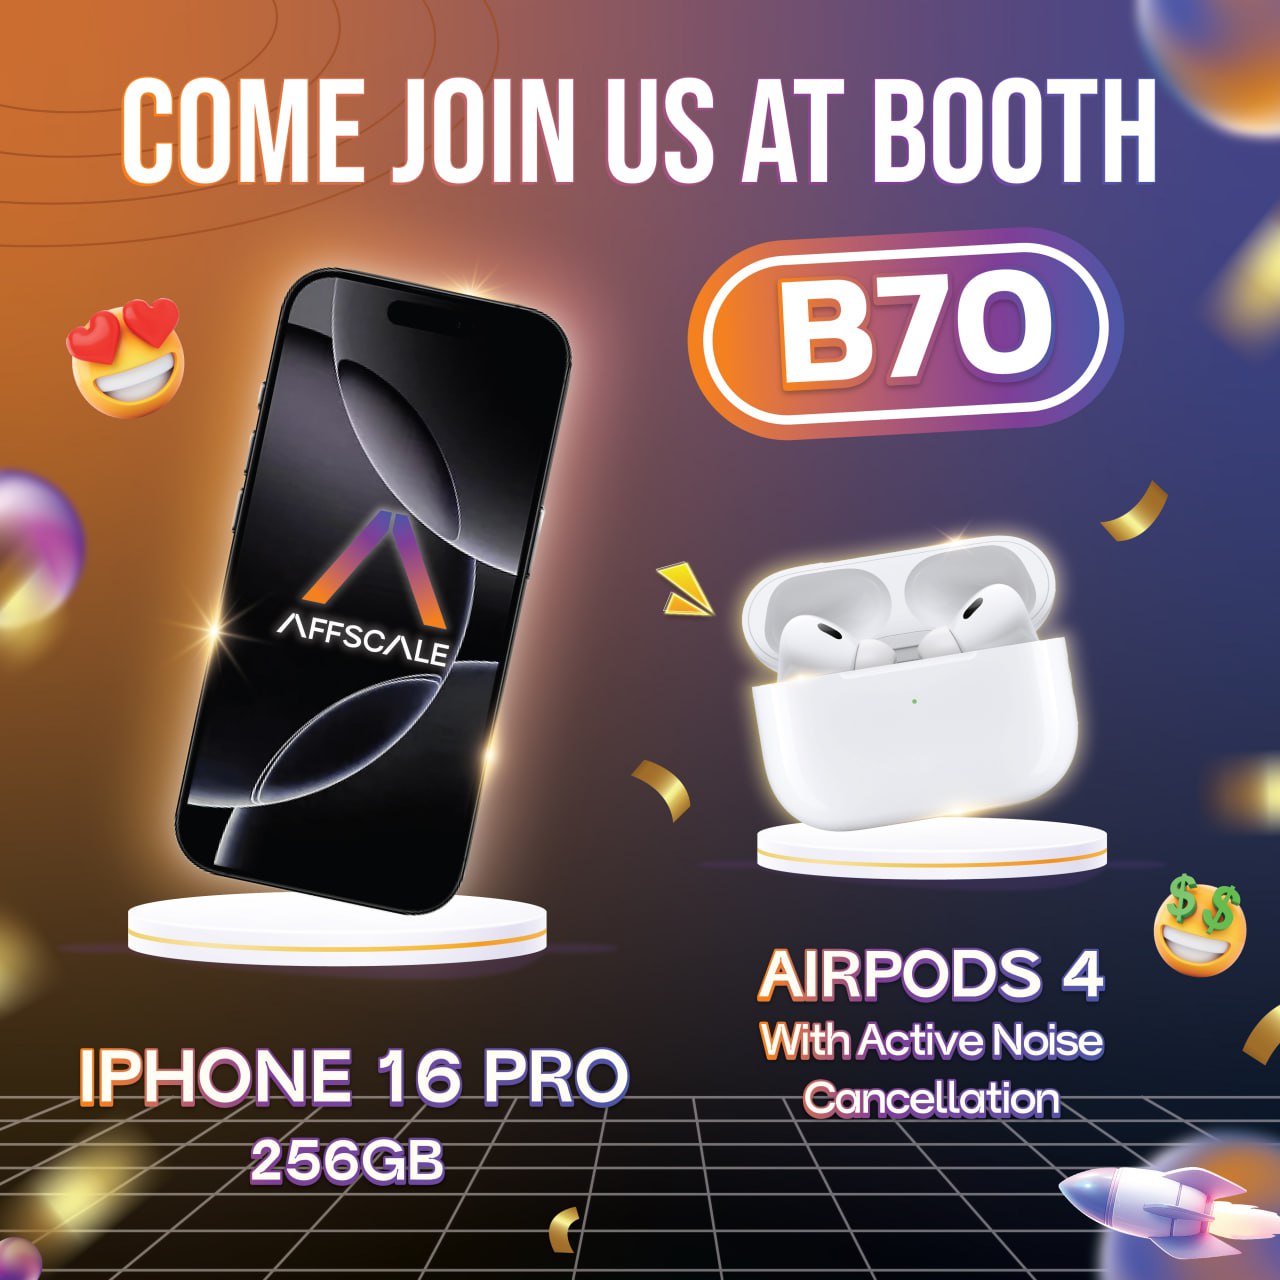 COME JOIN US AT BOOTH
B70
AFFSCALE
AIRPODS 4
With Active Noise
Cancellation
IPHONE 16 PRO
256GB